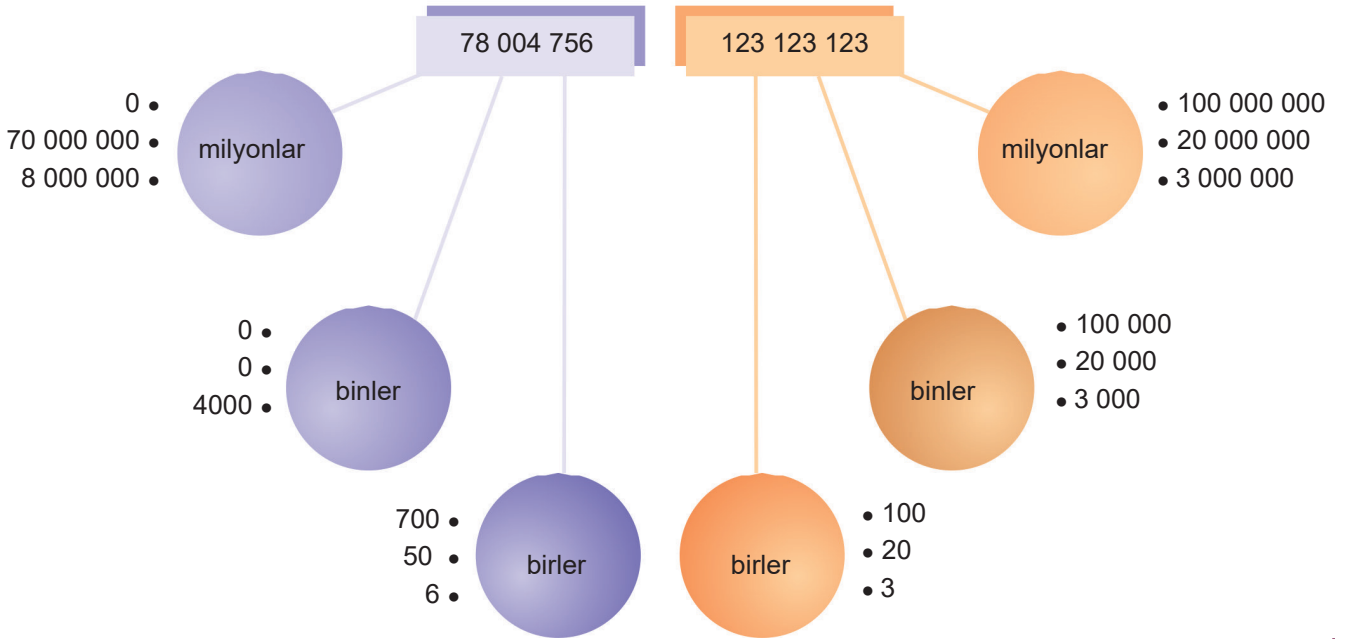 78 004 756
milyonlar
0 •
70 000 000 •
8 000 000 •
binler
0 •
0 •
4000 •
birler
700 •
50 •
6 •
123 123 123
milyonlar
• 100 000 000
• 20 000 000
• 3 000 000
binler
• 100 000
• 20 000
• 3 000
birler
• 100
• 20
• 3